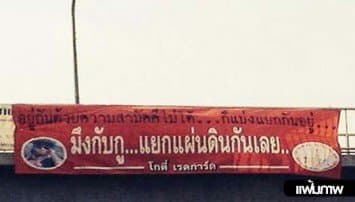 อยู่กันด้วยความสามัคคีไม่ได้...ก็แบ่งแยกกันอยู่...
มึงกับกู...แยกแผ่นดินกันเลย..
โกตี๋ เรดการ์ด
แฟ้มภาพ